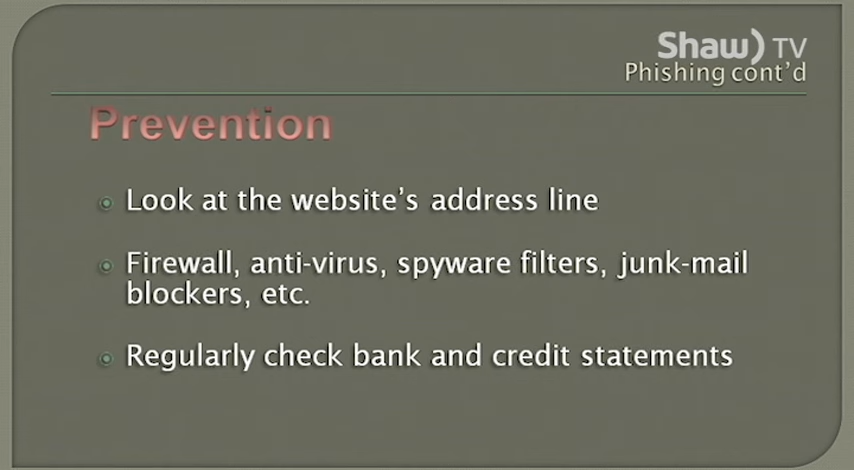 Shaw) TV
Phishing cont'd
Prevention
Look at the website's address line
Firewall, anti-virus, spyware filters, junk-mail
blockers, etc.
Regularly check bank and credit statements